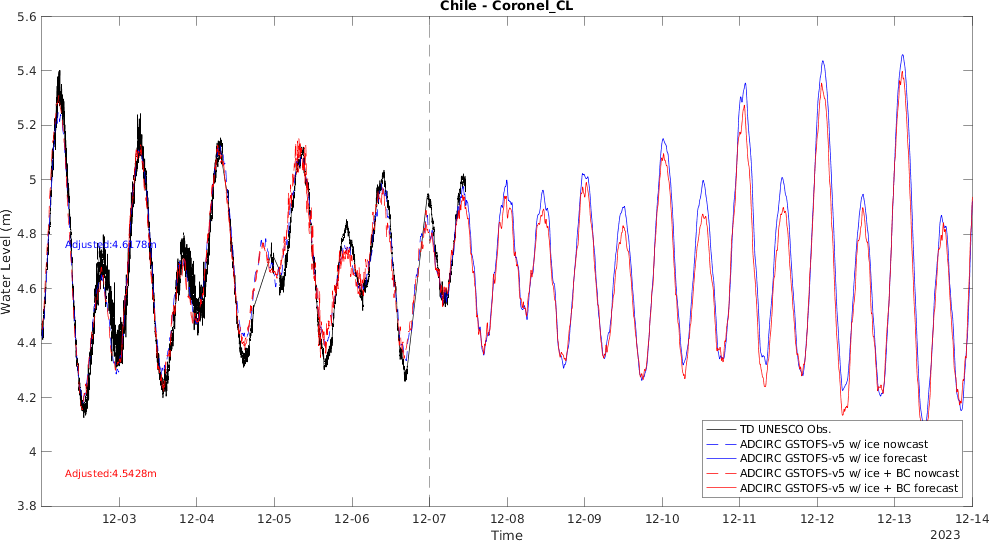 Chile - Coronel_CL
5.6
5.4
5.2
5
4.8
4.6
4.4
4.2
4
3.8
Water Level (m)
Adjusted:4.6178m
Adjusted:4.5428m
TD UNESCO Obs.
ADCIRC GSTOFS-v5 w/ ice nowcast
ADCIRC GSTOFS-v5 w/ ice forecast
ADCIRC GSTOFS-v5 w/ ice + BC nowcast
ADCIRC GSTOFS-v5 w/ ice + BC forecast
12-03 12-04 12-05 12-06 12-07 12-08 12-09 12-10 12-11 12-12 12-13 12-14
Time
2023